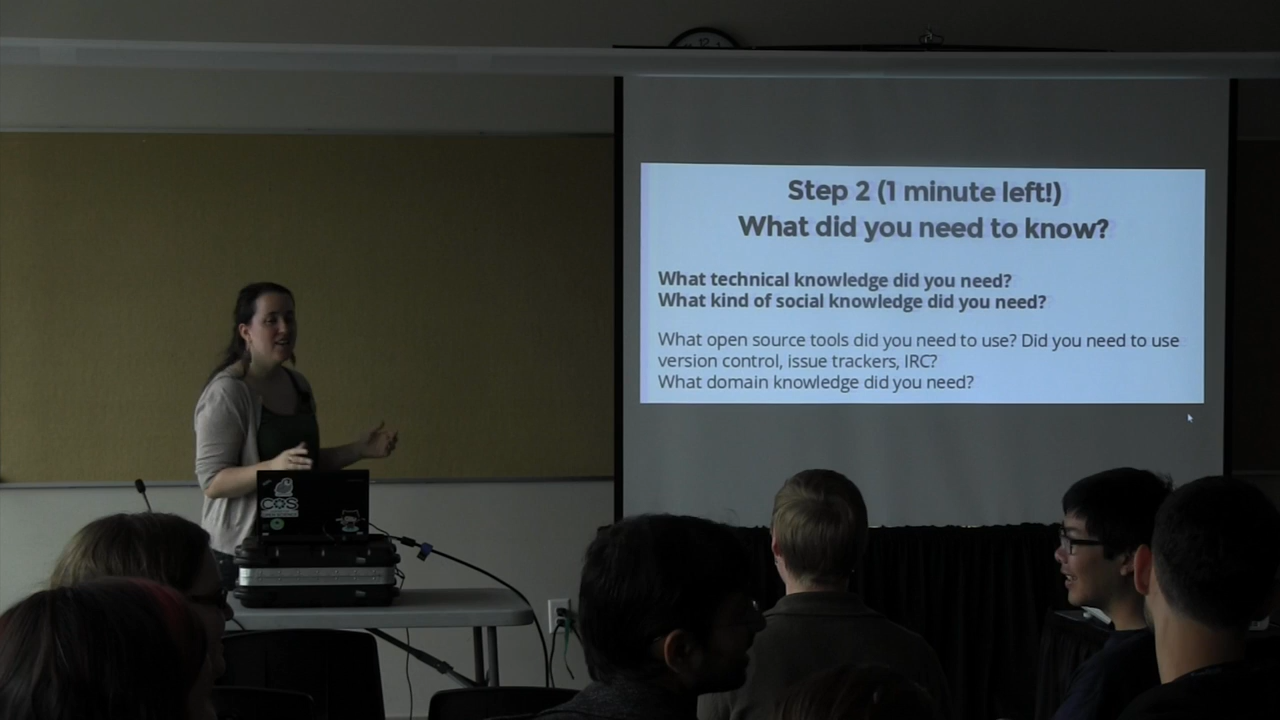 Step 2 (1 minute left!)
What did you need to know?
What technical knowledge did you need?
What kind of social knowledge did you need?
What open source tools did you need to use? Did you need to use
version control, issue trackers, IRC?
What domain knowledge did you need?
COS